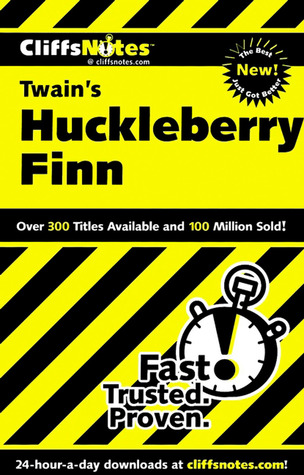 CliffsNotes™
@ cliffsnotes.com
The Best
Just Got Better
New!
Twain's
Huckleberry
Finn
Over 300 Titles Available and 100 Million Sold!
Fast.
Trusted.
Proven.
24-hour-a-day downloads at cliffsnotes.com!